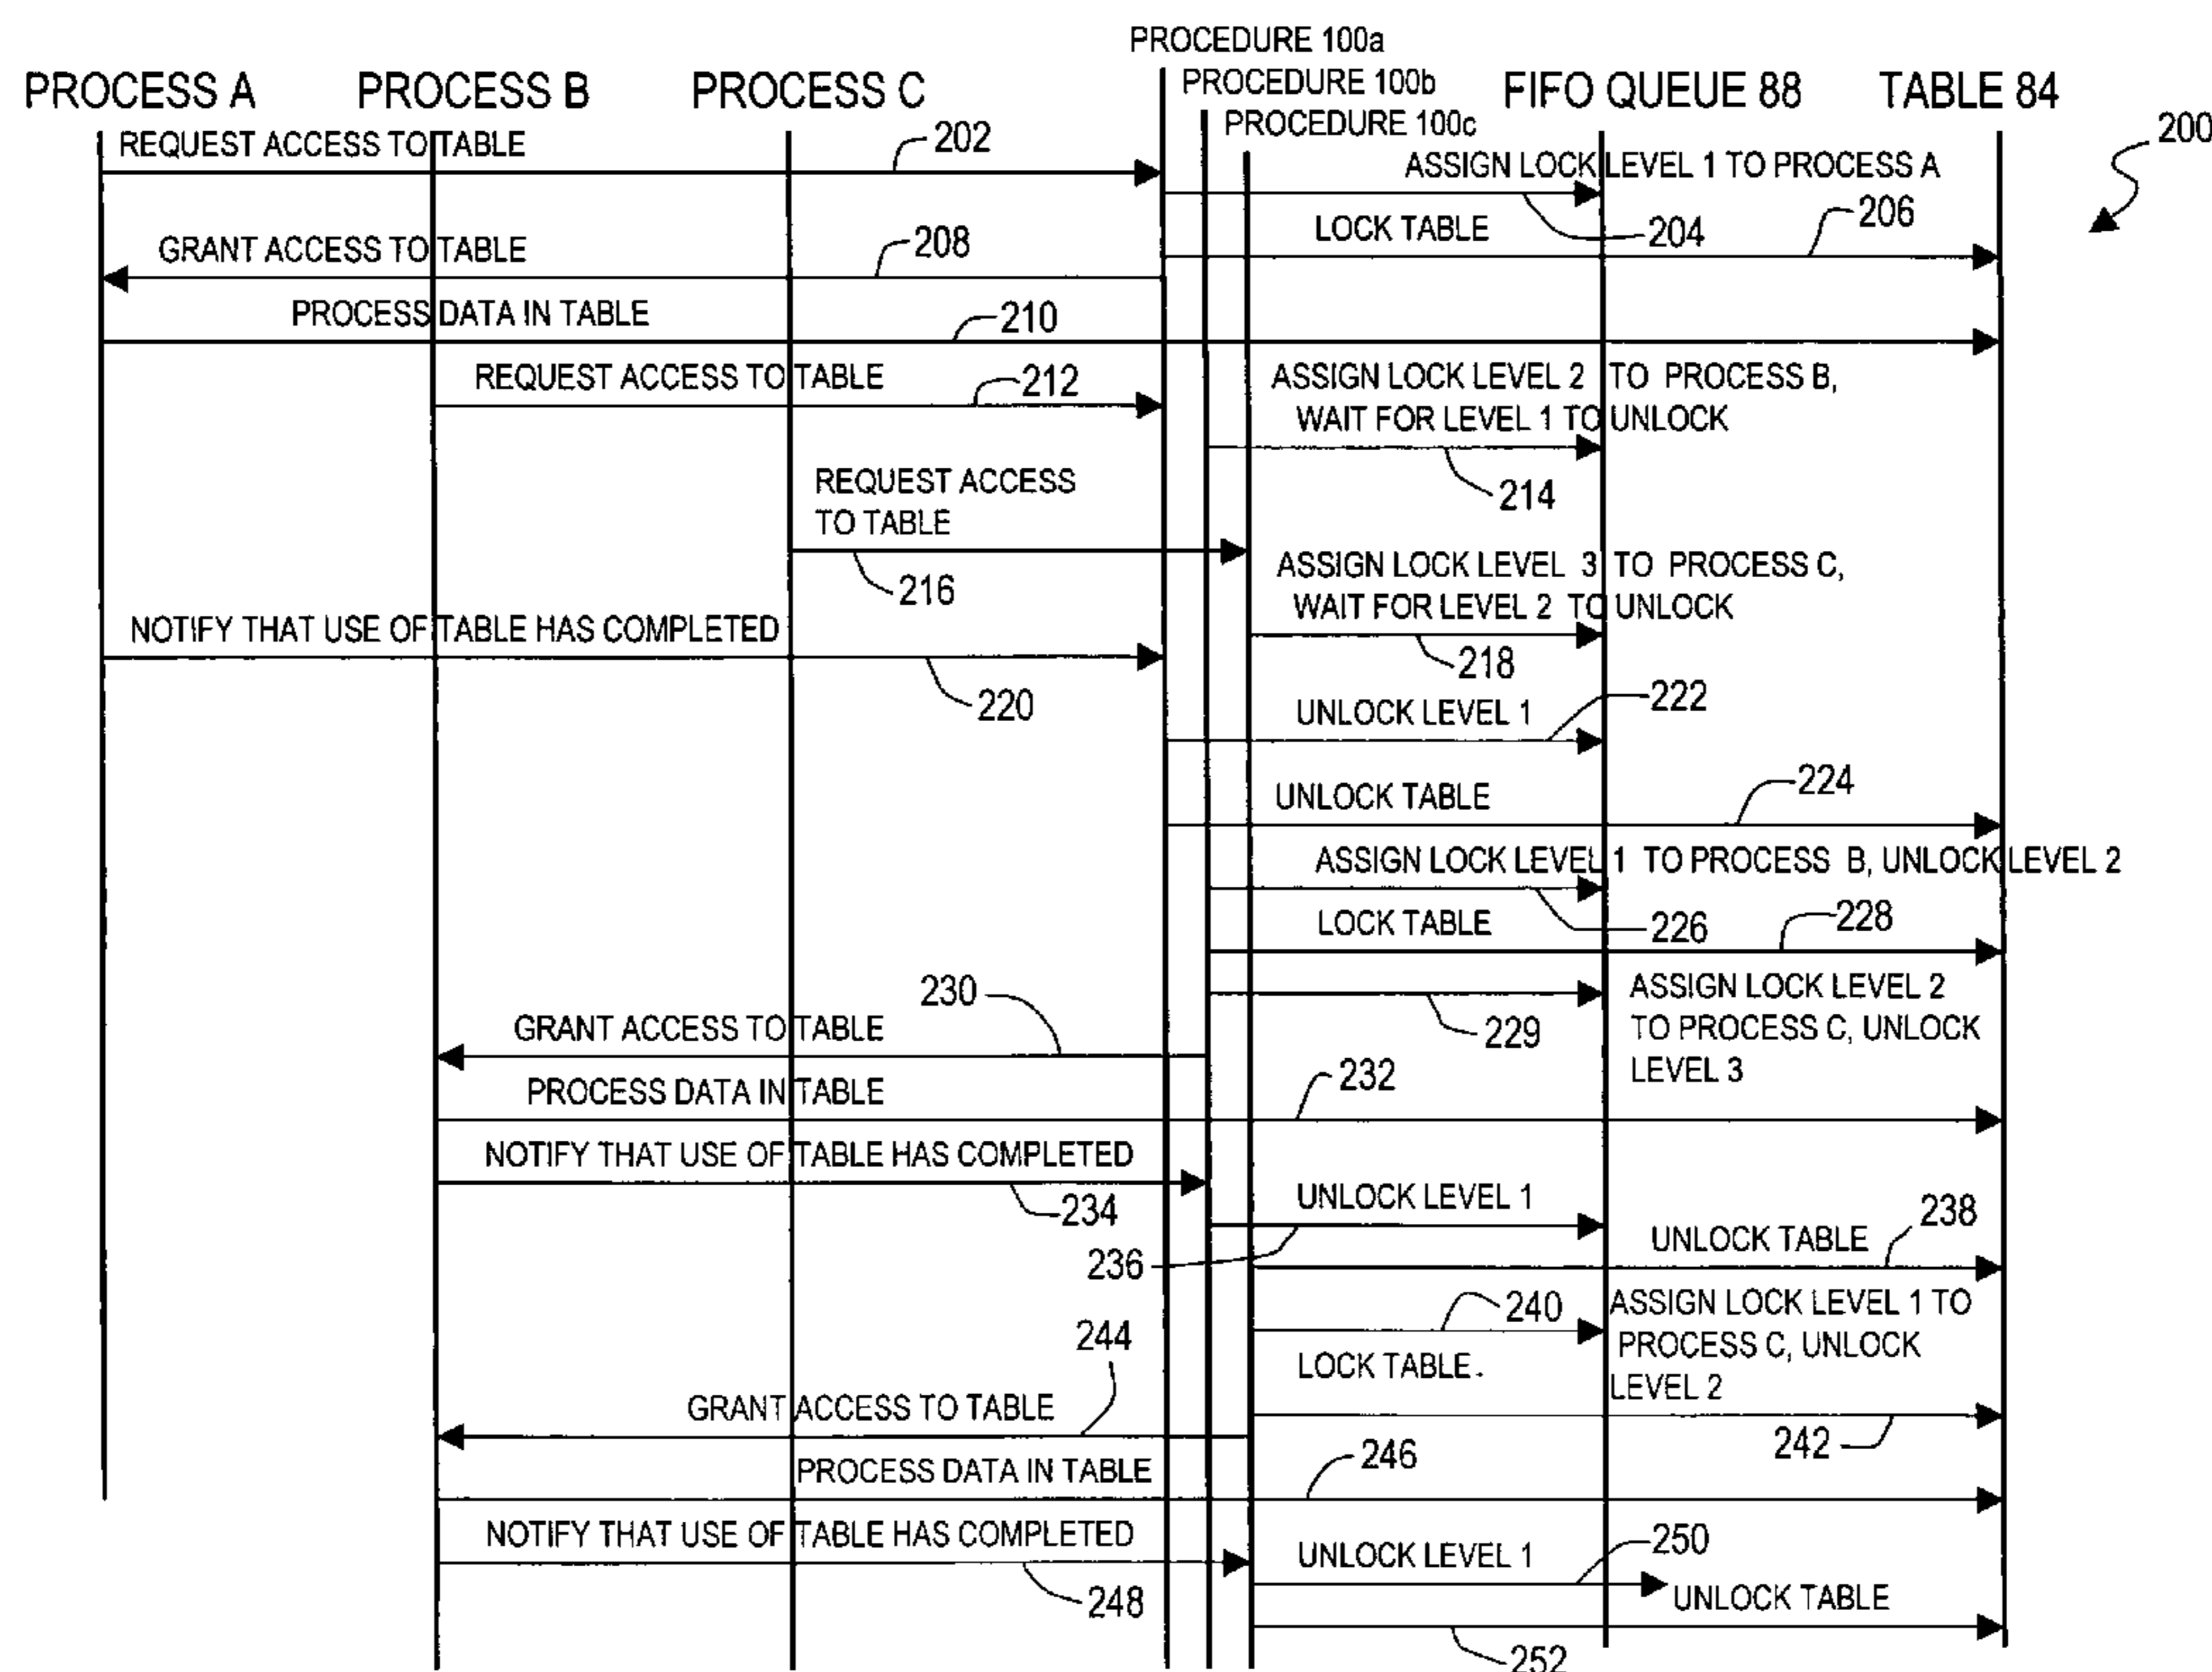 PROCEDURE 100a
PROCESS A PROCESS B PROCESS C PROCEDURE 100b FIFO QUEUE 88 TABLE 84
PROCEDURE 100c
200
REQUEST ACCESS TO TABLE 202
ASSIGN LOCK LEVEL 1 TO PROCESS A
204
LOCK TABLE 206
GRANT ACCESS TO TABLE 208
PROCESS DATA IN TABLE 210
REQUEST ACCESS TO TABLE 212
ASSIGN LOCK LEVEL 2 TO PROCESS B,
WAIT FOR LEVEL 1 TO UNLOCK
214
REQUEST ACCESS
TO TABLE
216
ASSIGN LOCK LEVEL 3 TO PROCESS C,
WAIT FOR LEVEL 2 TO UNLOCK
218
NOTIFY THAT USE OF TABLE HAS COMPLETED
220
UNLOCK LEVEL 1 222
UNLOCK TABLE 224
ASSIGN LOCK LEVEL 1 TO PROCESS B, UNLOCK LEVEL 2
226
LOCK TABLE 228
229
ASSIGN LOCK LEVEL 2
TO PROCESS C, UNLOCK
LEVEL 3
230
GRANT ACCESS TO TABLE
PROCESS DATA IN TABLE 232
NOTIFY THAT USE OF TABLE HAS COMPLETED
234
UNLOCK LEVEL 1
236
UNLOCK TABLE 238
240
ASSIGN LOCK LEVEL 1 TO
PROCESS C, UNLOCK
LEVEL 2
LOCK TABLE.
242
244
GRANT ACCESS TO TABLE
PROCESS DATA IN TABLE 246
NOTIFY THAT USE OF TABLE HAS COMPLETED
248
UNLOCK LEVEL 1 250
UNLOCK TABLE
252